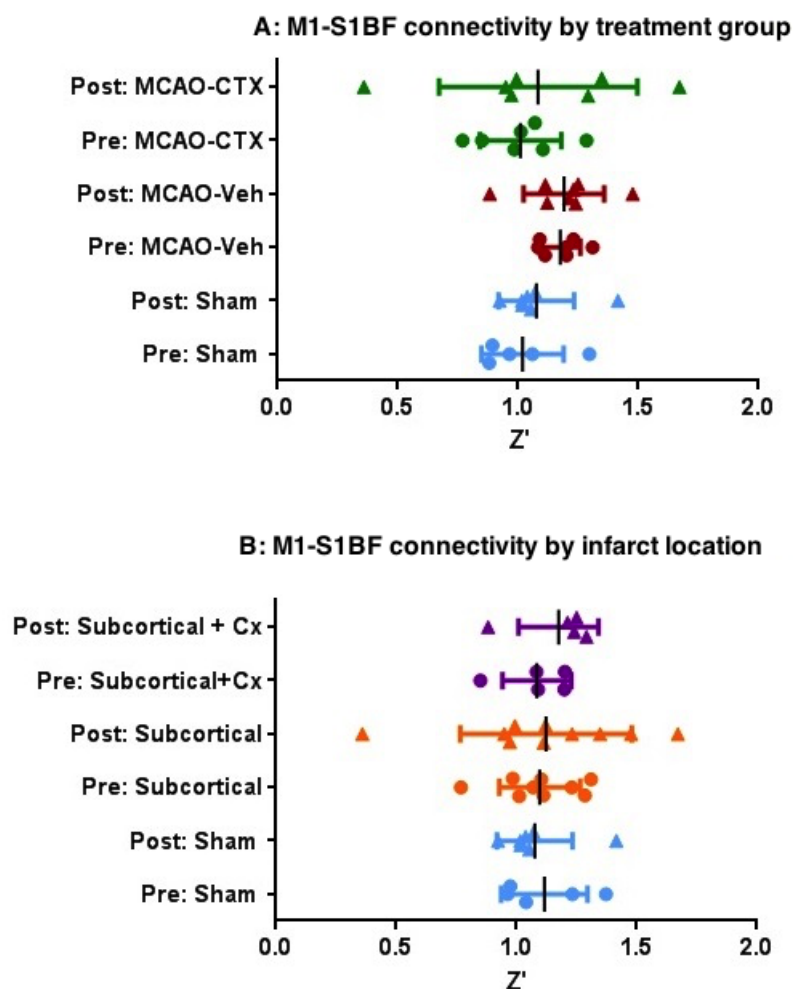 A: M1-S1BF connectivity by treatment group
Post: MCAO-CTX
Pre: MCAO-CTX
Post: MCAO-Veh
Pre: MCAO-Veh
Post: Sham
Pre: Sham
0.0 0.5 1.0 1.5 2.0
Z'
B: M1-S1BF connectivity by infarct location
Post: Subcortical + Cx
Pre: Subcortical+Cx
Post: Subcortical
Pre: Subcortical
Post: Sham
Pre: Sham
0.0 0.5 1.0 1.5 2.0
Z'